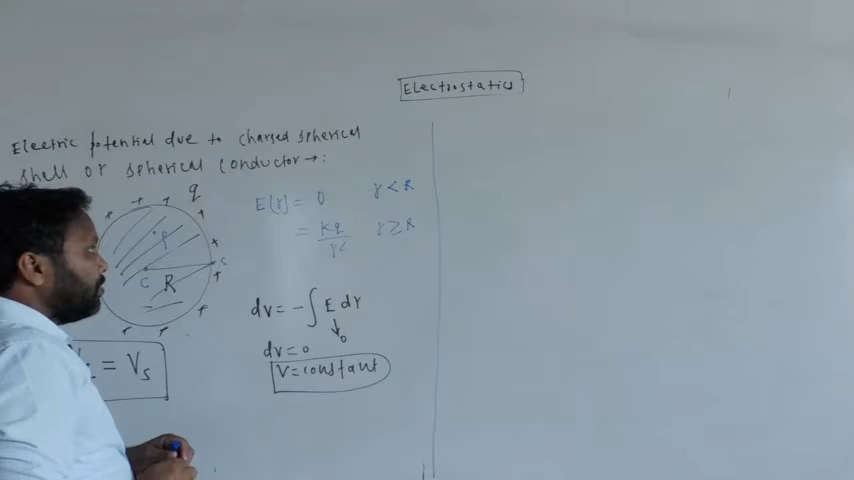 Electrostatics
Electric potential due to charged spherical
shell or spherical conductor →:
q
E(r) = 0 r < R
= kq/r² r ≥ R
P
C R S
dv = - ∫ E dr
0
dv = 0
V = constant
= Vs